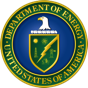 DEPARTMENT OF ENERGY
UNITED STATES OF AMERICA